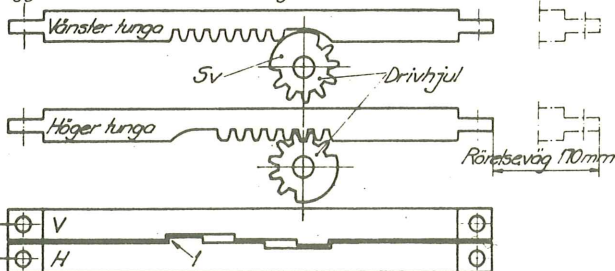 Vänster tunga
Sv
Drivhjul
Höger tunga
Rörelseväg 170mm
V
H
1